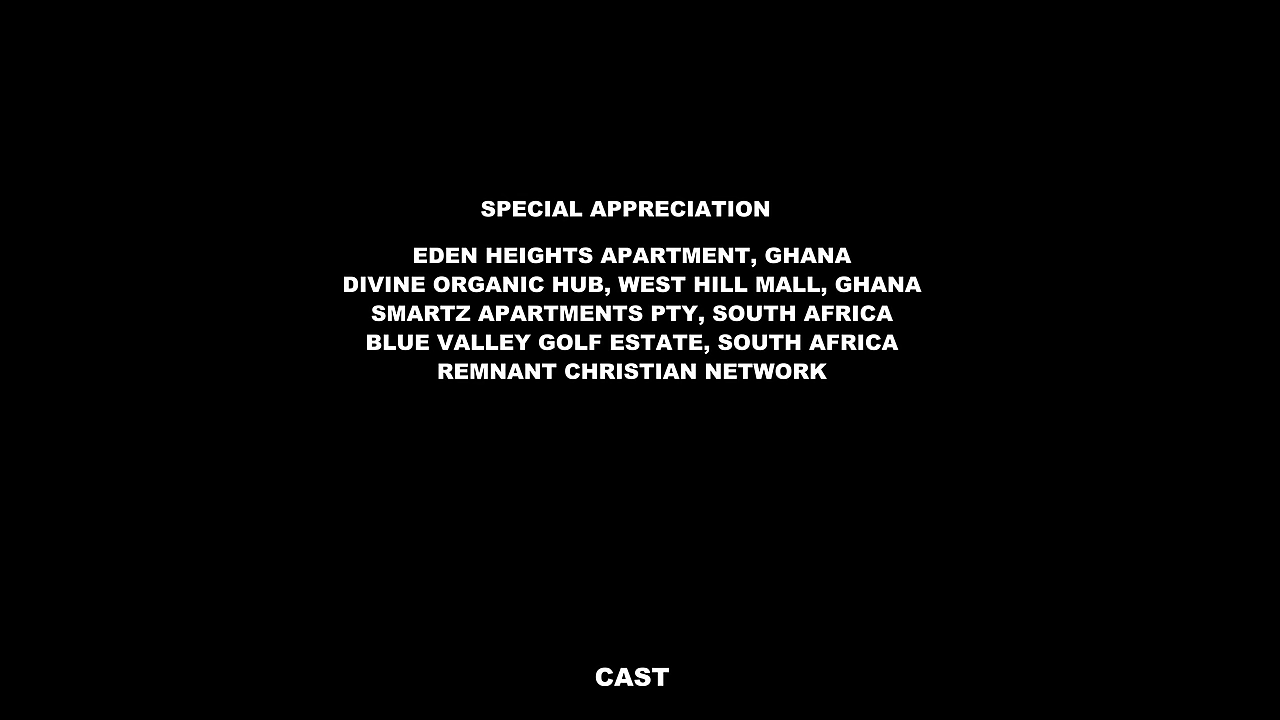 SPECIAL APPRECIATION
EDEN HEIGHTS APARTMENT, GHANA
DIVINE ORGANIC HUB, WEST HILL MALL, GHANA
SMARTZ APARTMENTS PTY, SOUTH AFRICA
BLUE VALLEY GOLF ESTATE, SOUTH AFRICA
REMNANT CHRISTIAN NETWORK
CAST